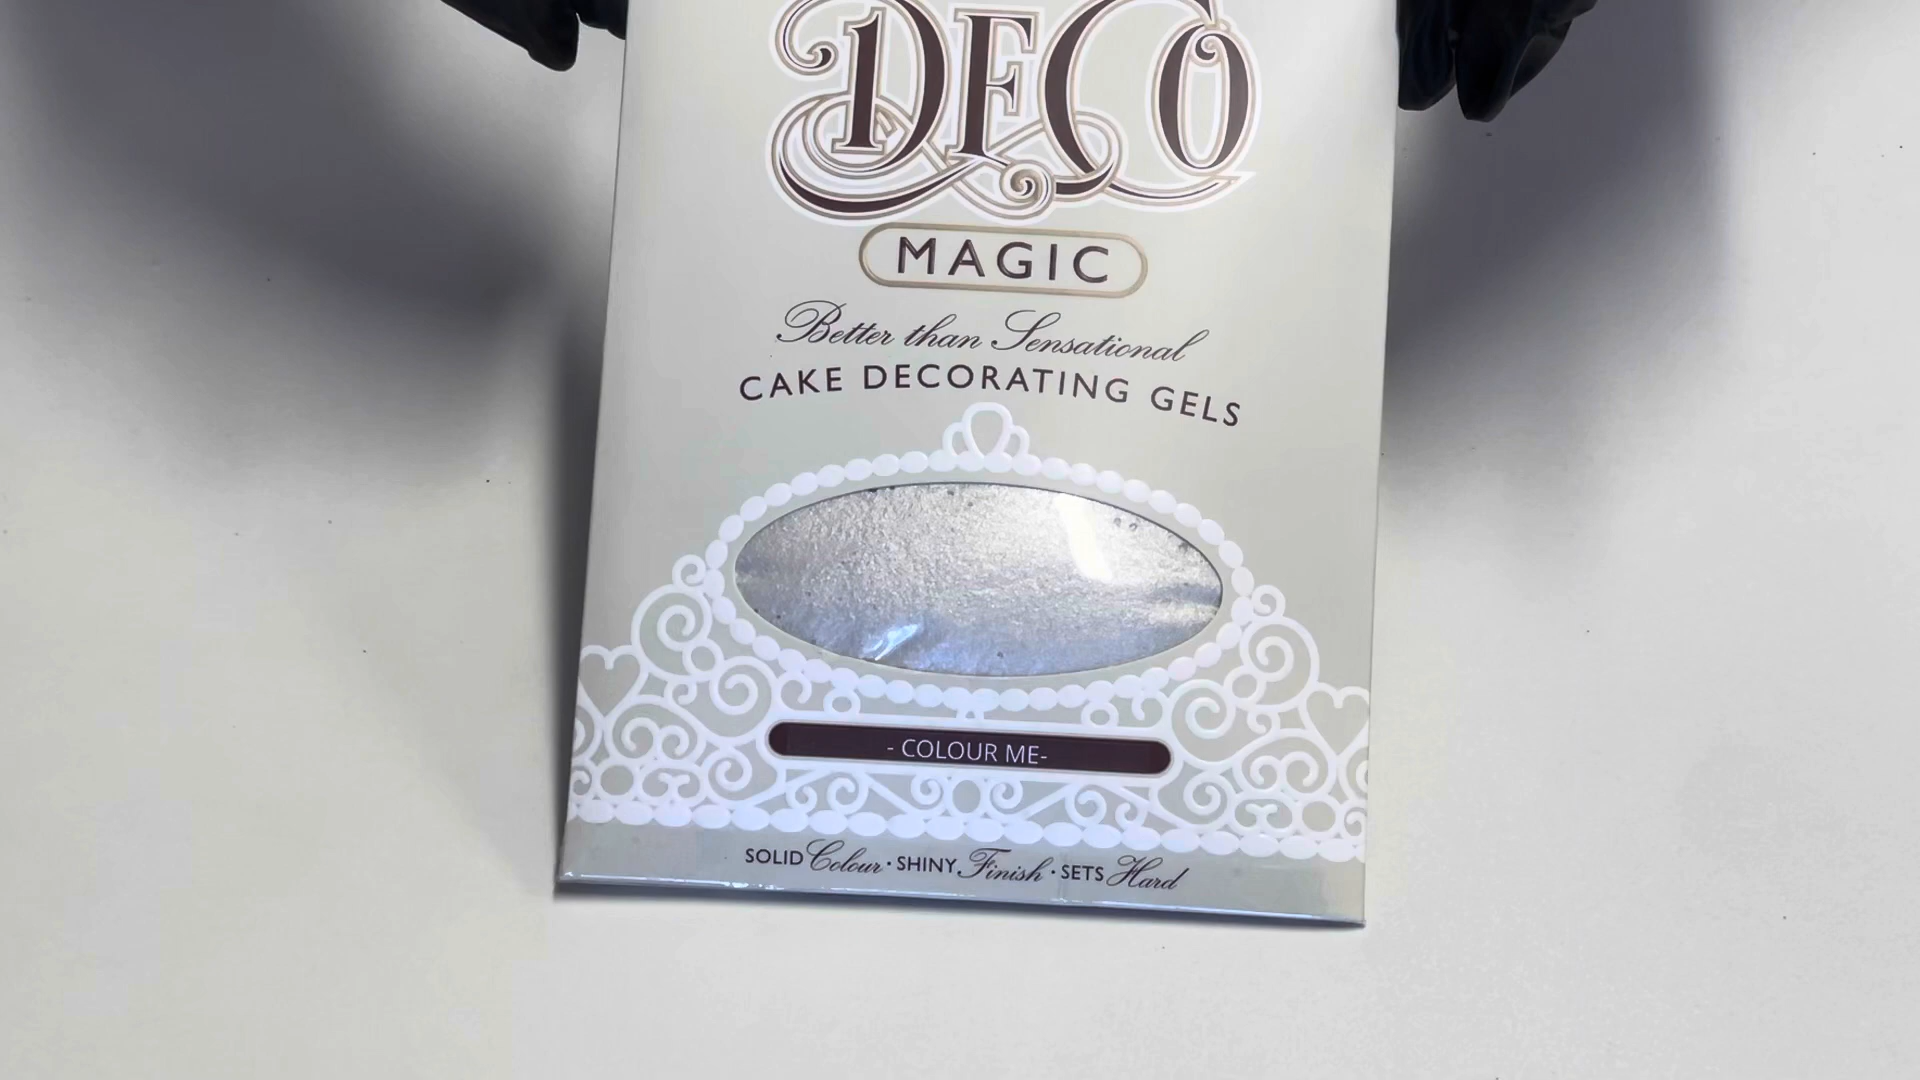 DECO
MAGIC
Better than Sensational
CAKE DECORATING GELS
- COLOUR ME-
SOLID Colour · SHINY Finish · SETS Hard